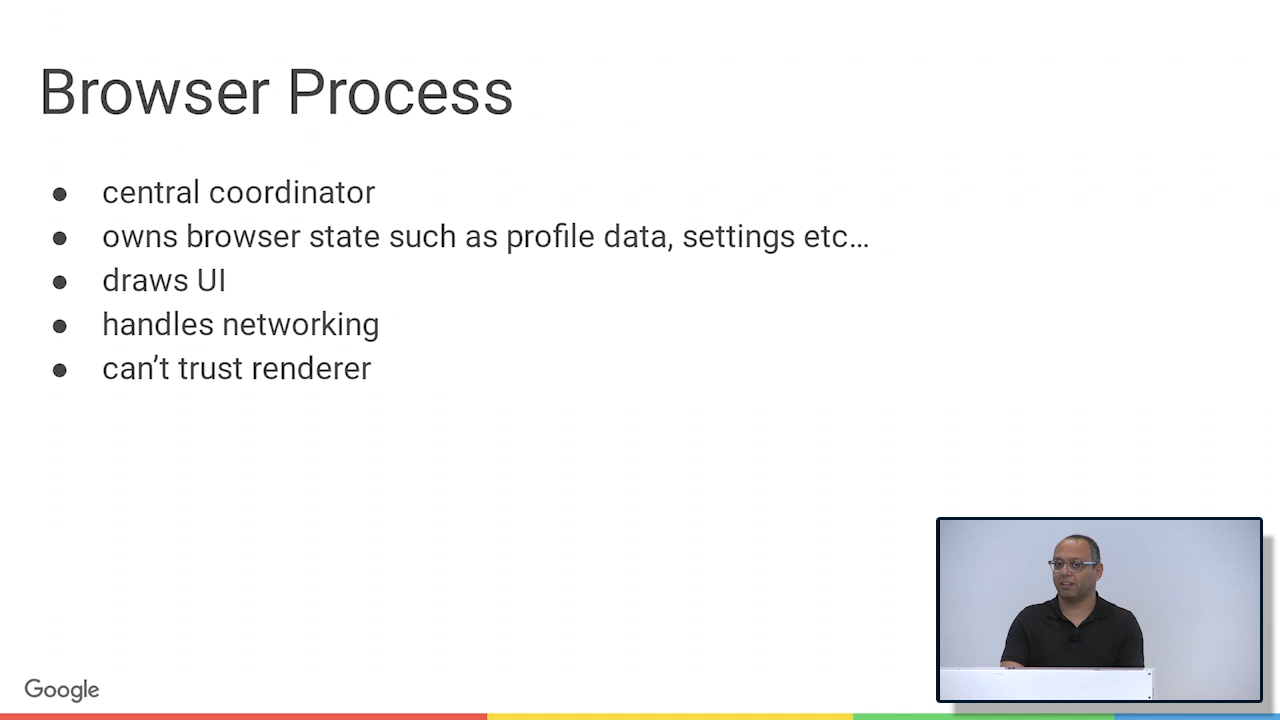 Browser Process
● central coordinator
● owns browser state such as profile data, settings etc…
● draws UI
● handles networking
● can’t trust renderer
Google